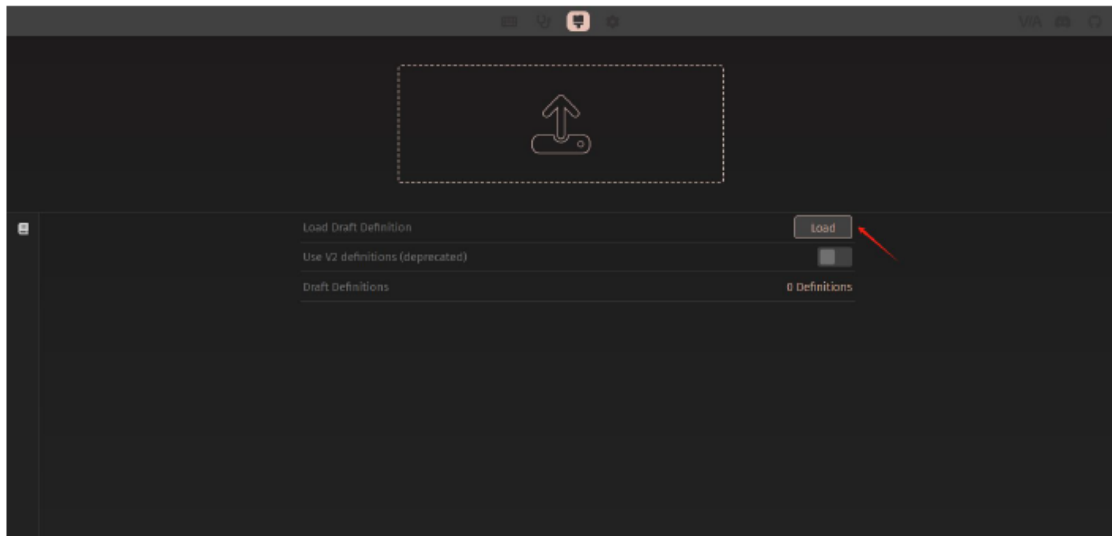 VIA
Load Draft Definition
Load
Use V2 definitions (deprecated)
Draft Definitions
0 Definitions